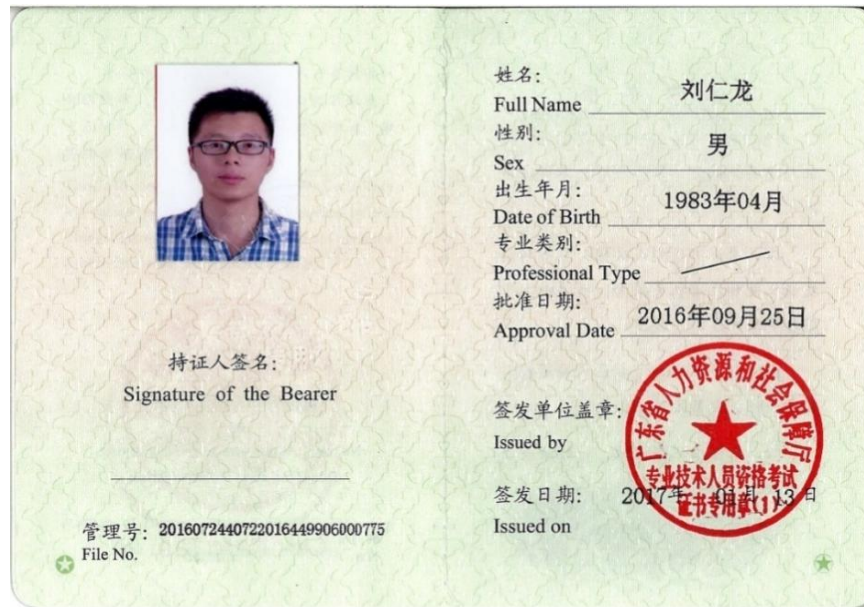 持证人签名：
Signature of the Bearer
管理号：2016072440722016449906000775
File No.
姓名：
Full Name 刘仁龙
性别：
Sex 男
出生年月：
Date of Birth 1983年04月
专业类别：
Professional Type
批准日期：
Approval Date 2016年09月25日
签发单位盖章：
Issued by
广东省人力资源和社会保障厅
专业技术人员资格考试
证书专用章(1)
签发日期：2017年 01月 13日
Issued on